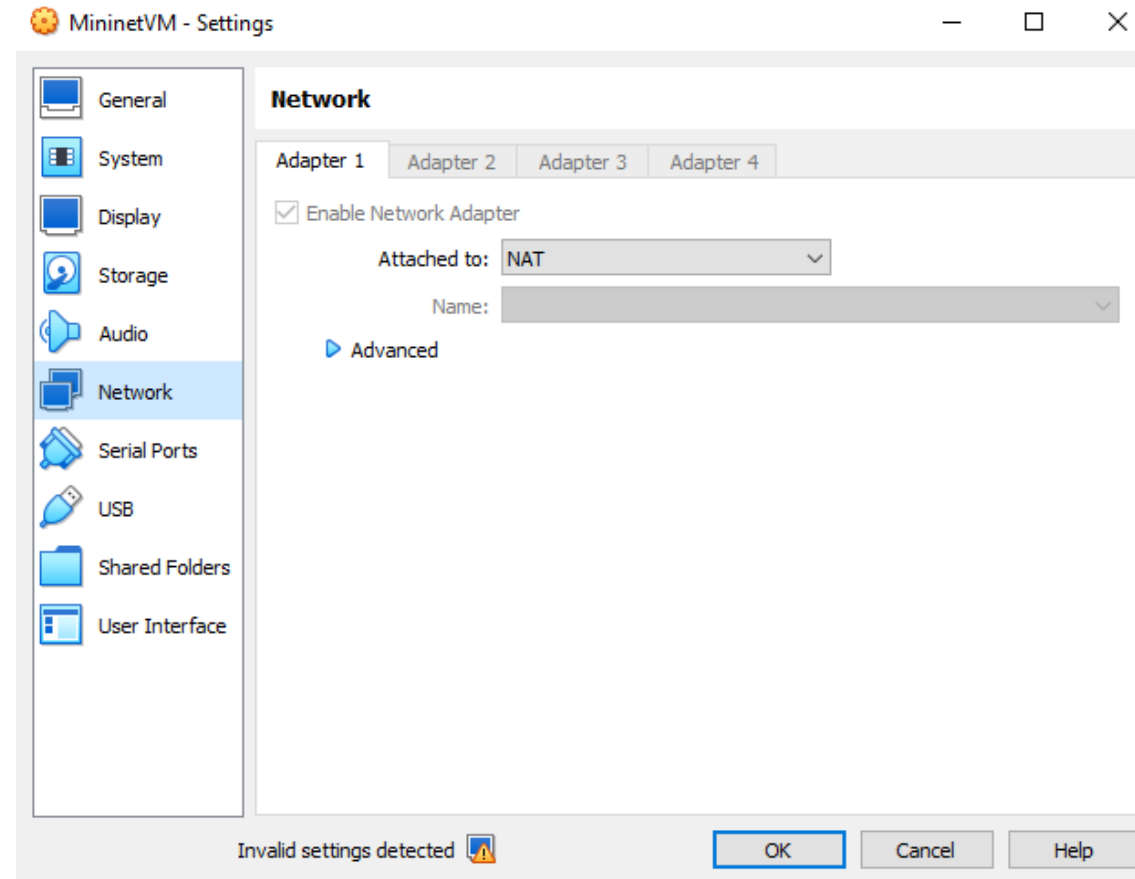 MininetVM - Settings
General
System
Display
Storage
Audio
Network
Serial Ports
USB
Shared Folders
User Interface
Network
Adapter 1 Adapter 2 Adapter 3 Adapter 4
Enable Network Adapter
Attached to: NAT
Name:
Advanced
Invalid settings detected
OK Cancel Help